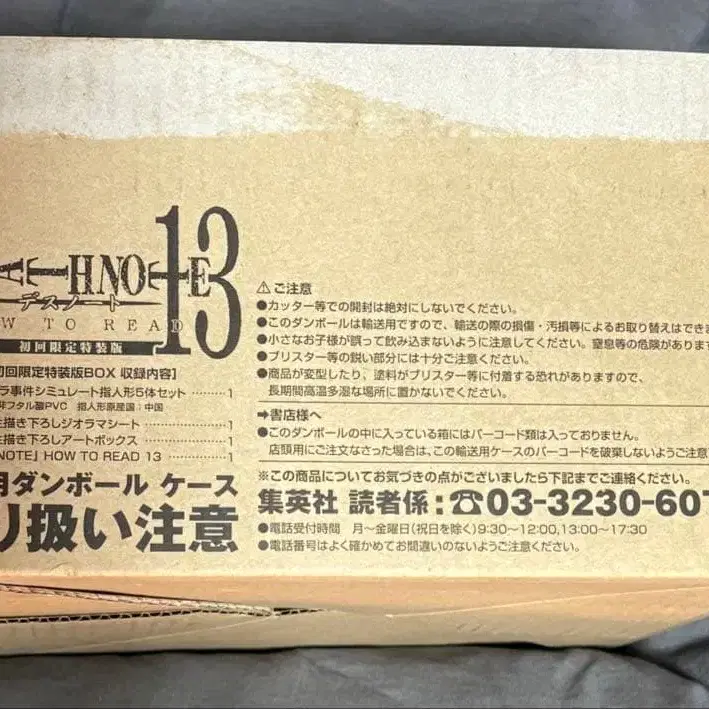 ATH NOTE 13
デスノート
W TO READ
初回限定特装版
初回限定特装版BOX 収録内容】
ラ事件シミュレート指人形5体セット ………1
非フタル酸PVC 指人形原産国：中国
描き下ろしジオラマシート ………1
描き下ろしアートボックス ………1
NOTE」HOW TO READ 13 ………1
用ダンボール ケース
り扱い注意
⚠ご注意
●カッター等での開封は絶対にしないでください。
●このダンボールは輸送用ですので、輸送の際の損傷・汚損等によるお取り替えはできま
●小さなお子様が誤って飲み込まないように注意してください。窒息等の危険があります
●ブリスター等の鋭い部分には十分ご注意ください。
●商品が変型したり、塗料がブリスター等に付着する恐れがありますので、
長期間高温多湿な場所に置かないでください。
➡書店様へ
●このダンボールの中に入っている箱にはバーコード類は入っておりません。
店頭用にご注文なさった場合は、この輸送用ケースのバーコードを破棄しないようご注意
※この商品についてお気づきの点がございましたら下記までご連絡ください。
集英社 読者係：☎03-3230-607
●電話受付時間 月〜金曜日(祝日を除く)9:30〜12:00,13:00〜17:30
●電話番号はよく確かめてお間違いのないようご注意ください。